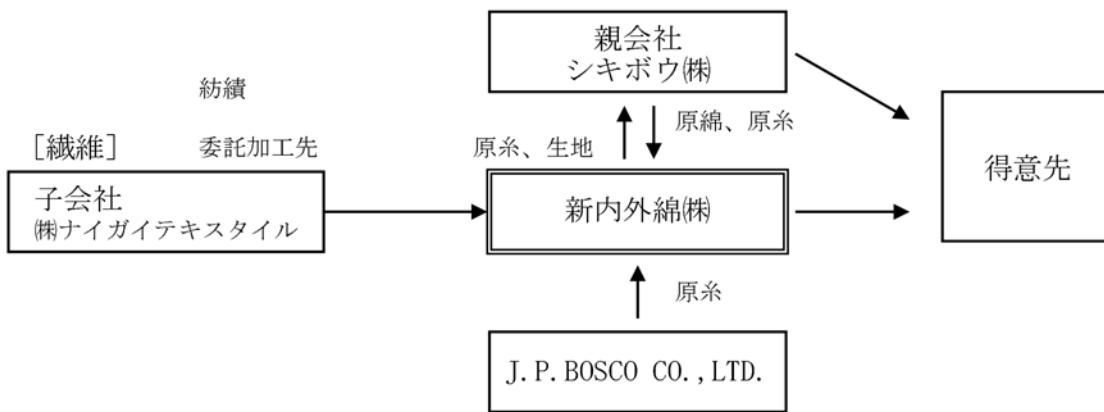 親会社
シキボウ㈱
紡績
原綿、原糸
[繊維]
委託加工先
原糸、生地
得意先
子会社
㈱ナイガイテキスタイル
新内外綿㈱
原糸
J.P.BOSCO CO.,LTD.